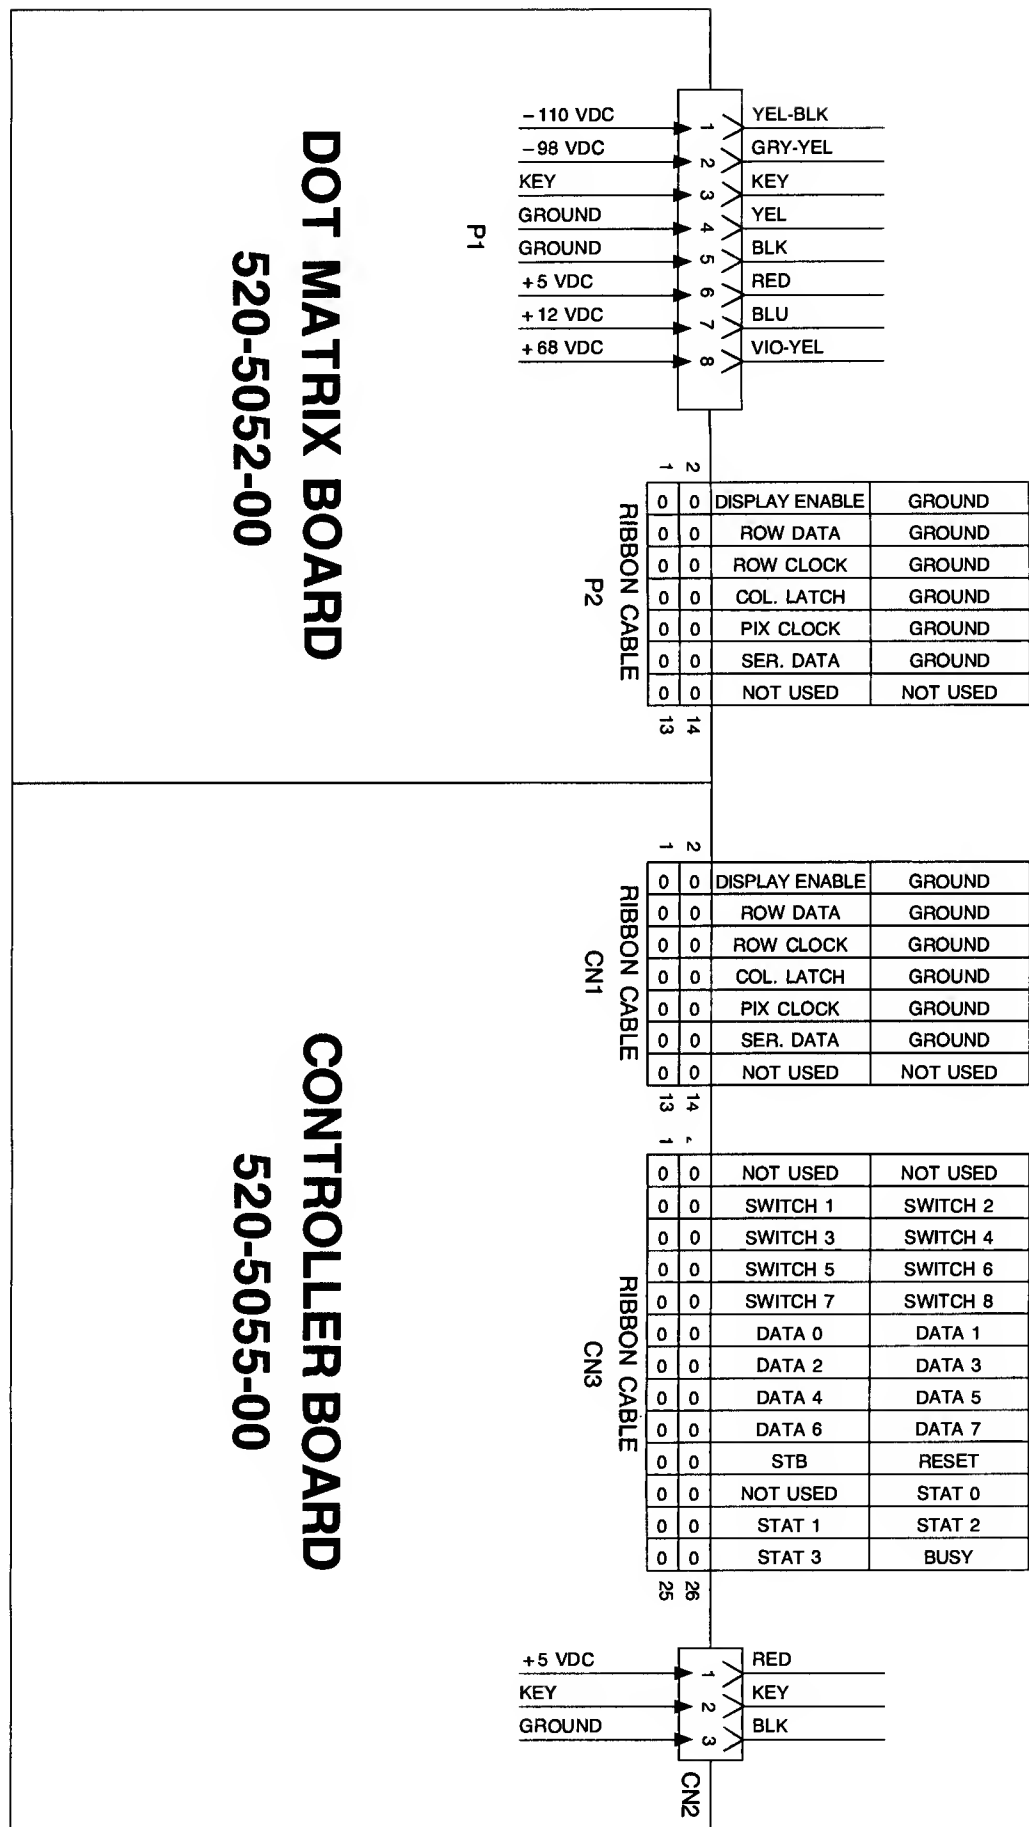 -110 VDC 1 YEL-BLK
-98 VDC 2 GRY-YEL
KEY 3 KEY
GROUND 4 YEL
GROUND 5 BLK
+5 VDC 6 RED
+12 VDC 7 BLU
+68 VDC 8 VIO-YEL
P1
DOT MATRIX BOARD
520-5052-00
1 2
0 0 DISPLAY ENABLE GROUND
0 0 ROW DATA GROUND
0 0 ROW CLOCK GROUND
0 0 COL. LATCH GROUND
0 0 PIX CLOCK GROUND
0 0 SER. DATA GROUND
0 0 NOT USED NOT USED
13 14
RIBBON CABLE
P2
1 2
0 0 DISPLAY ENABLE GROUND
0 0 ROW DATA GROUND
0 0 ROW CLOCK GROUND
0 0 COL. LATCH GROUND
0 0 PIX CLOCK GROUND
0 0 SER. DATA GROUND
0 0 NOT USED NOT USED
13 14
RIBBON CABLE
CN1
CONTROLLER BOARD
520-5055-00
1
0 0 NOT USED NOT USED
0 0 SWITCH 1 SWITCH 2
0 0 SWITCH 3 SWITCH 4
0 0 SWITCH 5 SWITCH 6
0 0 SWITCH 7 SWITCH 8
0 0 DATA 0 DATA 1
0 0 DATA 2 DATA 3
0 0 DATA 4 DATA 5
0 0 DATA 6 DATA 7
0 0 STB RESET
0 0 NOT USED STAT 0
0 0 STAT 1 STAT 2
0 0 STAT 3 BUSY
25 26
RIBBON CABLE
CN3
+5 VDC 1 RED
KEY 2 KEY
GROUND 3 BLK
CN2